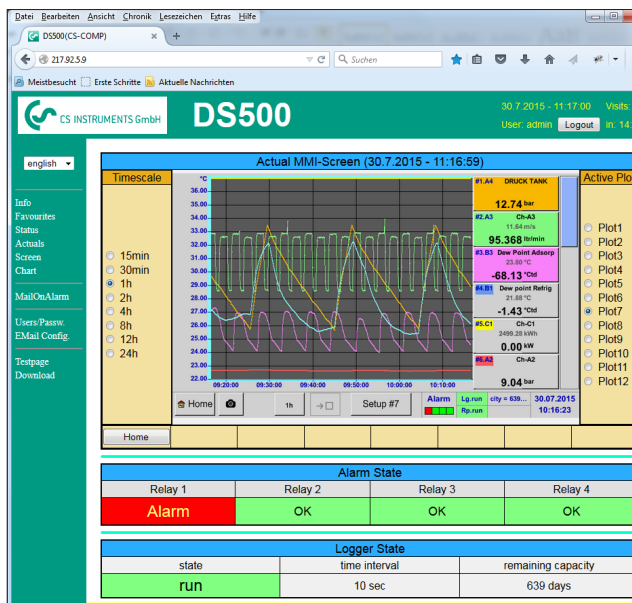 Datei Bearbeiten Ansicht Chronik Lesezeichen Extras Hilfe
DS500(CS-COMP)
217.92.5.9
Suchen
Meistbesucht Erste Schritte Aktuelle Nachrichten
CS INSTRUMENTS GmbH
DS500
30.7.2015 - 11:17:00 Visits:
User: admin Logout in: 14:
english
Info
Favourites
Status
Actuals
Screen
Chart
MailOnAlarm
Users/Passw.
EMail Config.
Testpage
Download
Actual MMI-Screen (30.7.2015 - 11:16:59)
Timescale
15min
30min
1h
2h
4h
8h
12h
24h
°C
36.00
35.00
34.00
33.00
32.00
31.00
30.00
29.00
28.00
27.00
26.00
25.00
24.00
23.00
22.00
09:20:00 09:30:00 09:40:00 09:50:00 10:00:00 10:10:00
#1.A4 DRUCK TANK
12.74 bar
#2.A3 Ch-A3
11.64 m/s
95.368 ltr/min
#3.B3 Dew Point Adsorp
23.80 °C
-68.13 °Ctd
#4.B1 Dew point Refrig
21.88 °C
-1.43 °Ctd
#5.C1 Ch-C1
2499.28 kWh
0.00 kW
#6.A2 Ch-A2
9.04 bar
Home
1h
Setup #7
Alarm
Lg.run city = 639...
Rp.run
30.07.2015
10:16:23
Active Plo
Plot1
Plot2
Plot3
Plot4
Plot5
Plot6
Plot7
Plot8
Plot9
Plot10
Plot11
Plot12
Home
Alarm State
Relay 1 Relay 2 Relay 3 Relay 4
Alarm OK OK OK
Logger State
state time interval remaining capacity
run 10 sec 639 days